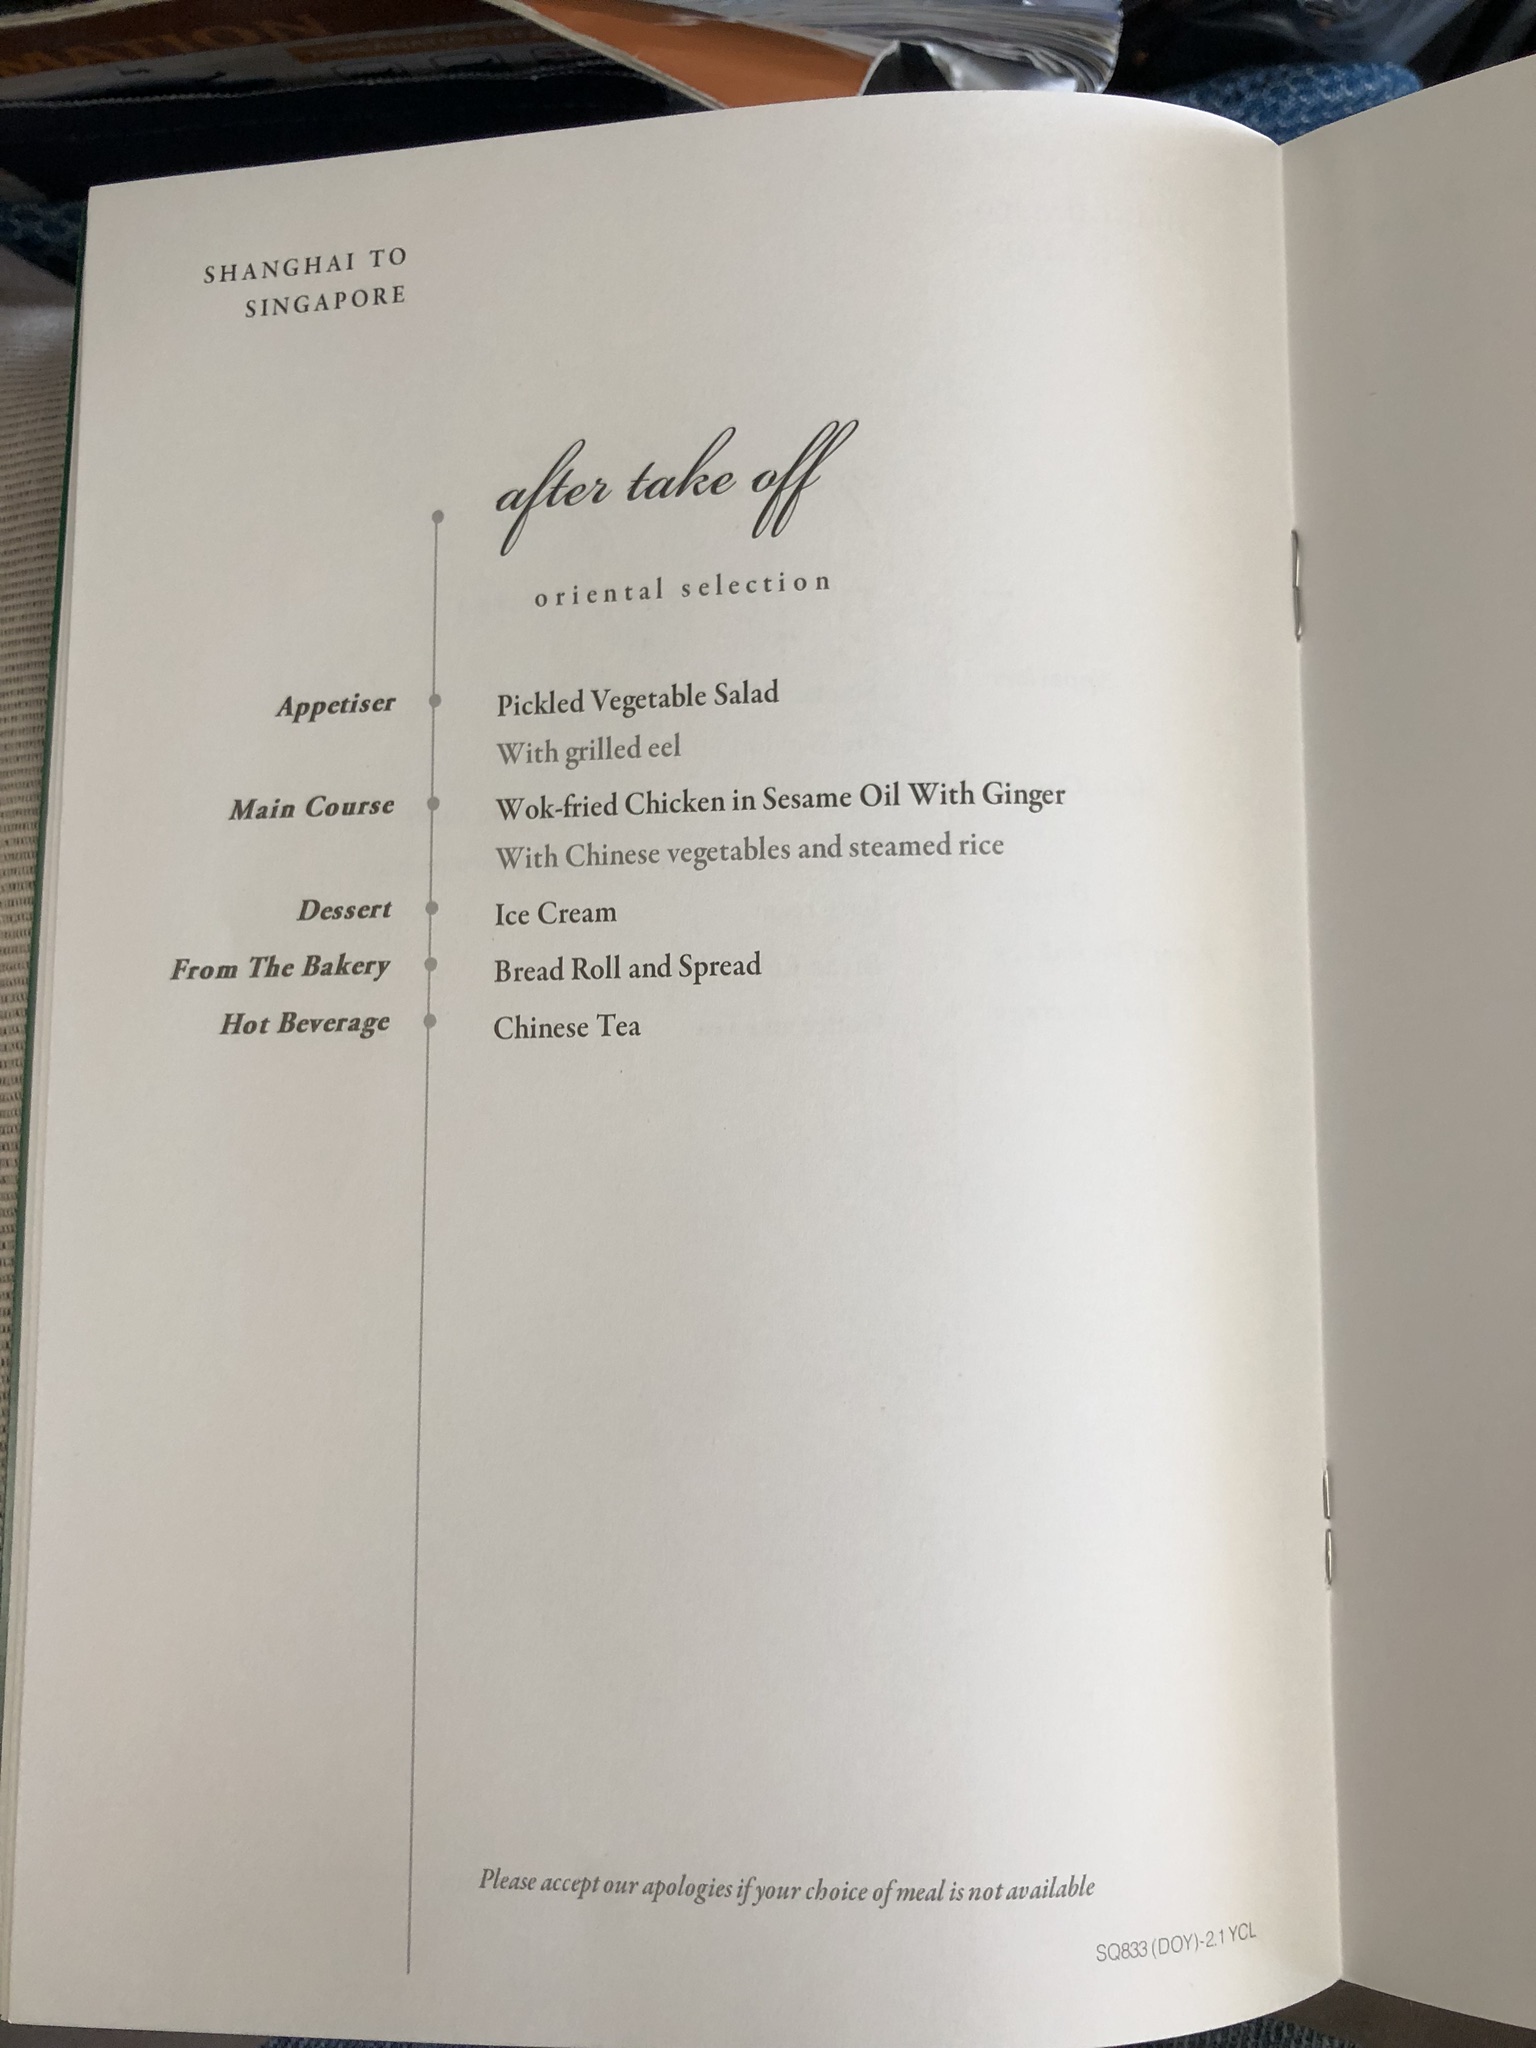 MATION
SHANGHAI TO
SINGAPORE
after take off
oriental selection
Appetiser
Pickled Vegetable Salad
With grilled eel
Main Course
Wok-fried Chicken in Sesame Oil With Ginger
With Chinese vegetables and steamed rice
Dessert
Ice Cream
From The Bakery
Bread Roll and Spread
Hot Beverage
Chinese Tea
Please accept our apologies if your choice of meal is not available
SQ833 (DOY)-2.1 YCL